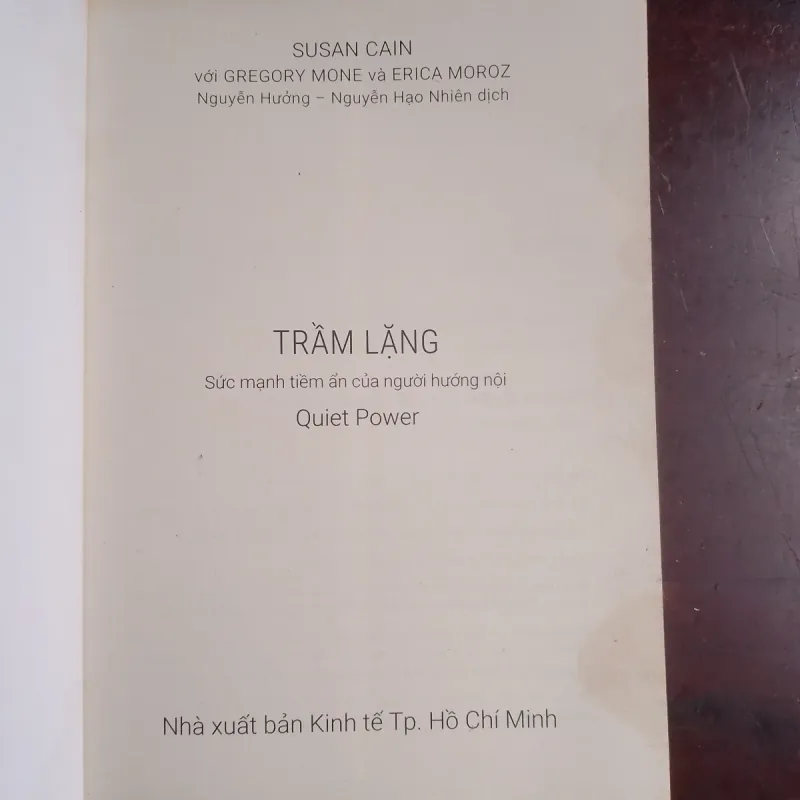 SUSAN CAIN
với GREGORY MONE và ERICA MOROZ
Nguyễn Hưởng – Nguyễn Hạo Nhiên dịch
TRẦM LẶNG
Sức mạnh tiềm ẩn của người hướng nội
Quiet Power
Nhà xuất bản Kinh tế Tp. Hồ Chí Minh